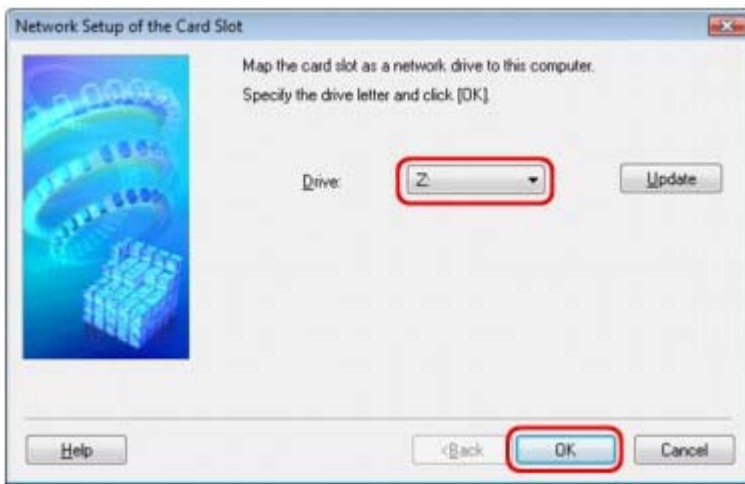 Network Setup of the Card Slot
Map the card slot as a network drive to this computer.
Specify the drive letter and click [OK].
Drive: Z: Update
Help <Back OK Cancel